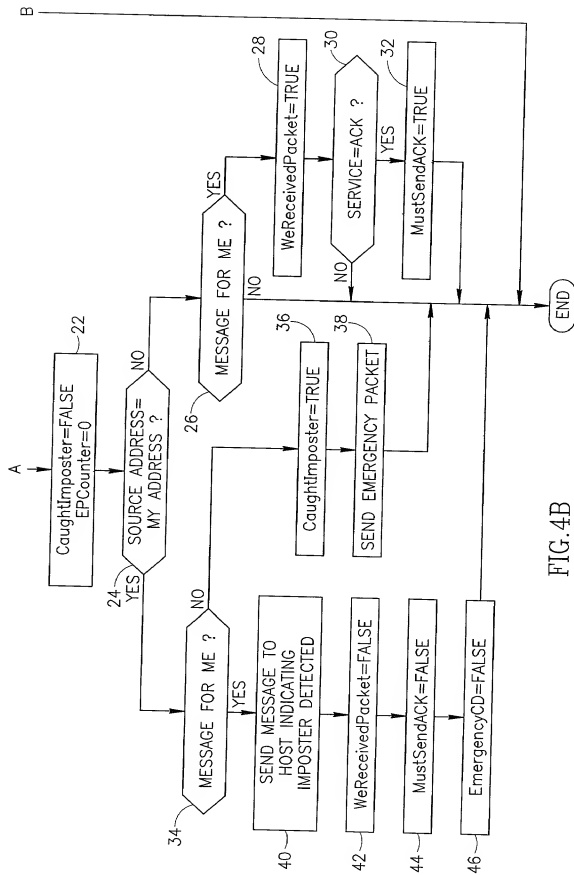 A
B
CaughtImposter=FALSE
EPCounter=0
22
SOURCE ADDRESS=
MY ADDRESS ?
24
YES
NO
MESSAGE FOR ME ?
26
YES
NO
WeReceivedPacket=TRUE
28
SERVICE=ACK ?
30
NO
YES
MustSendACK=TRUE
32
MESSAGE FOR ME ?
34
NO
YES
CaughtImposter=TRUE
36
SEND EMERGENCY PACKET
38
SEND MESSAGE TO
HOST INDICATING
IMPOSTER DETECTED
40
WeReceivedPacket=FALSE
42
MustSendACK=FALSE
44
EmergencyCD=FALSE
46
END
FIG.4B